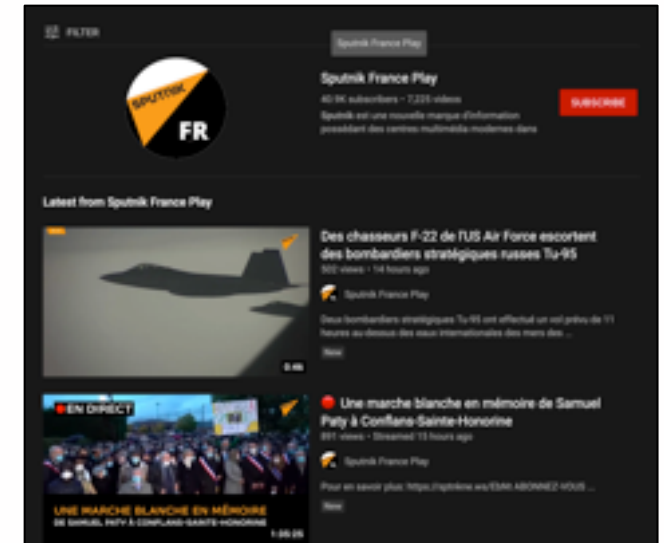 FILTER
Sputnik France Play
SPUTNIK
FR
Sputnik France Play
40.9K subscribers • 7,225 videos
Sputnik est une nouvelle marque d'information
possédant des centres multimédia modernes dans
SUBSCRIBE
Latest from Sputnik France Play
Des chasseurs F-22 de l'US Air Force escortent
des bombardiers stratégiques russes Tu-95
502 views • 14 hours ago
Sputnik France Play
Deux bombardiers stratégiques Tu-95 ont effectué un vol prévu de 11
heures au-dessus des eaux internationales des mers des ...
New
0:46
EN DIRECT
UNE MARCHE BLANCHE EN MÉMOIRE
DE SAMUEL PATY À CONFLANS-SAINTE-HONORINE
1:05:25
Une marche blanche en mémoire de Samuel
Paty à Conflans-Sainte-Honorine
891 views • Streamed 15 hours ago
Sputnik France Play
Pour en savoir plus: ABONNEZ-VOUS ...
New